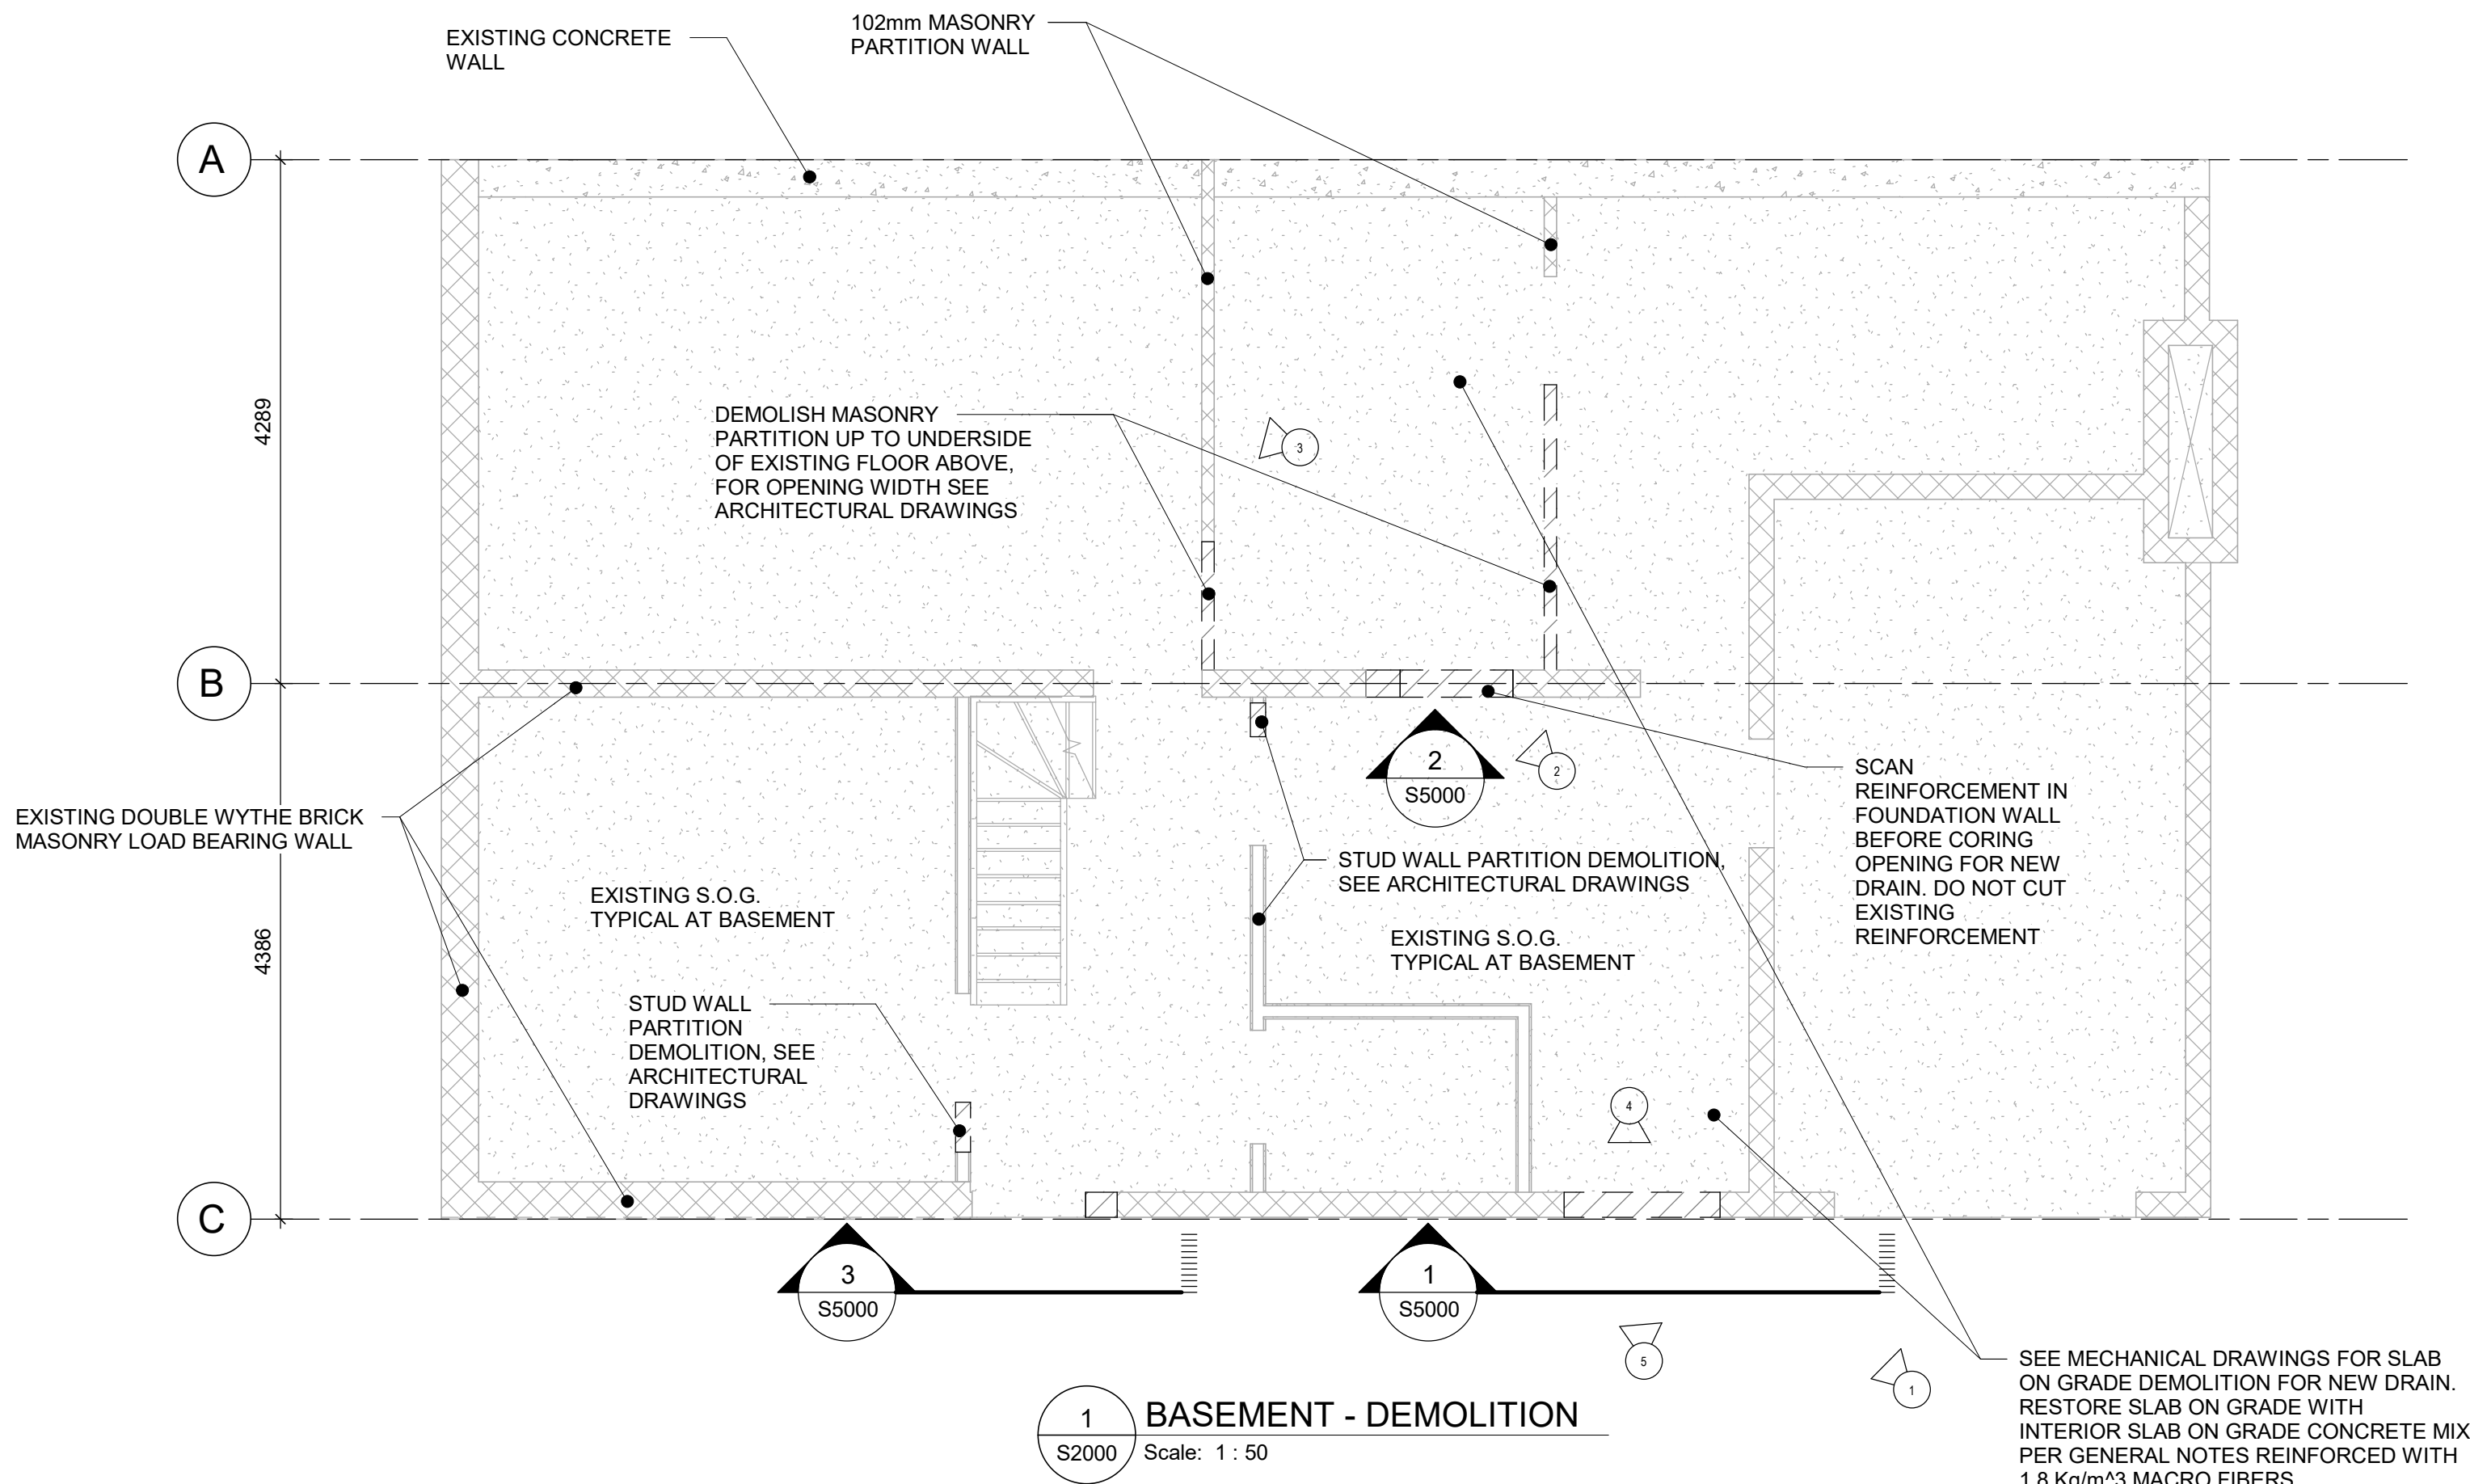 EXISTING CONCRETE
WALL
102mm MASONRY
PARTITION WALL
A
4289
DEMOLISH MASONRY
PARTITION UP TO UNDERSIDE
OF EXISTING FLOOR ABOVE,
FOR OPENING WIDTH SEE
ARCHITECTURAL DRAWINGS
3
B
2
S5000
2
SCAN
REINFORCEMENT IN
FOUNDATION WALL
BEFORE CORING
OPENING FOR NEW
DRAIN. DO NOT CUT
EXISTING
REINFORCEMENT
EXISTING DOUBLE WYTHE BRICK
MASONRY LOAD BEARING WALL
STUD WALL PARTITION DEMOLITION,
SEE ARCHITECTURAL DRAWINGS
EXISTING S.O.G.
TYPICAL AT BASEMENT
EXISTING S.O.G.
TYPICAL AT BASEMENT
4386
STUD WALL
PARTITION
DEMOLITION, SEE
ARCHITECTURAL
DRAWINGS
4
C
3
S5000
1
S5000
5
1
SEE MECHANICAL DRAWINGS FOR SLAB
ON GRADE DEMOLITION FOR NEW DRAIN.
RESTORE SLAB ON GRADE WITH
INTERIOR SLAB ON GRADE CONCRETE MIX
PER GENERAL NOTES REINFORCED WITH
1.8 Kg/m^3 MACRO FIBERS
1
S2000
BASEMENT - DEMOLITION
Scale: 1 : 50